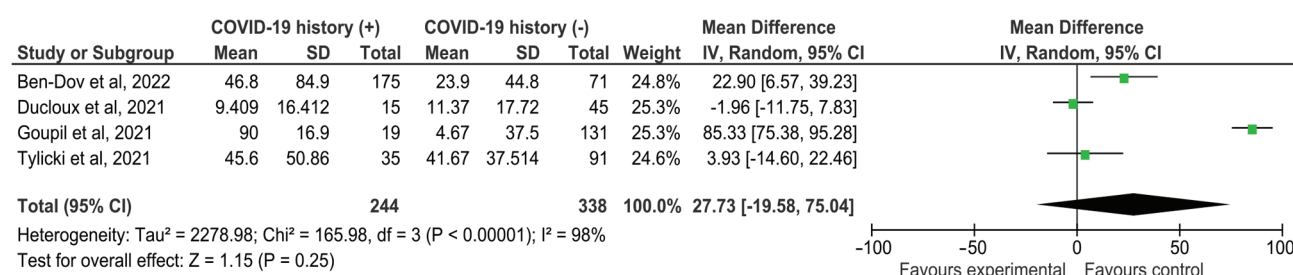 COVID-19 history (+) COVID-19 history (-) Mean Difference Mean Difference
Study or Subgroup Mean SD Total Mean SD Total Weight IV, Random, 95% CI IV, Random, 95% CI
Ben-Dov et al, 2022 46.8 84.9 175 23.9 44.8 71 24.8% 22.90 [6.57, 39.23]
Ducloux et al, 2021 9.409 16.412 15 11.37 17.72 45 25.3% -1.96 [-11.75, 7.83]
Goupil et al, 2021 90 16.9 19 4.67 37.5 131 25.3% 85.33 [75.38, 95.28]
Tylicki et al, 2021 45.6 50.86 35 41.67 37.514 91 24.6% 3.93 [-14.60, 22.46]
Total (95% CI) 244 338 100.0% 27.73 [-19.58, 75.04]
Heterogeneity: Tau² = 2278.98; Chi² = 165.98, df = 3 (P < 0.00001); I² = 98%
Test for overall effect: Z = 1.15 (P = 0.25)
−100 −50 0 50 100
Favours experimental Favours control